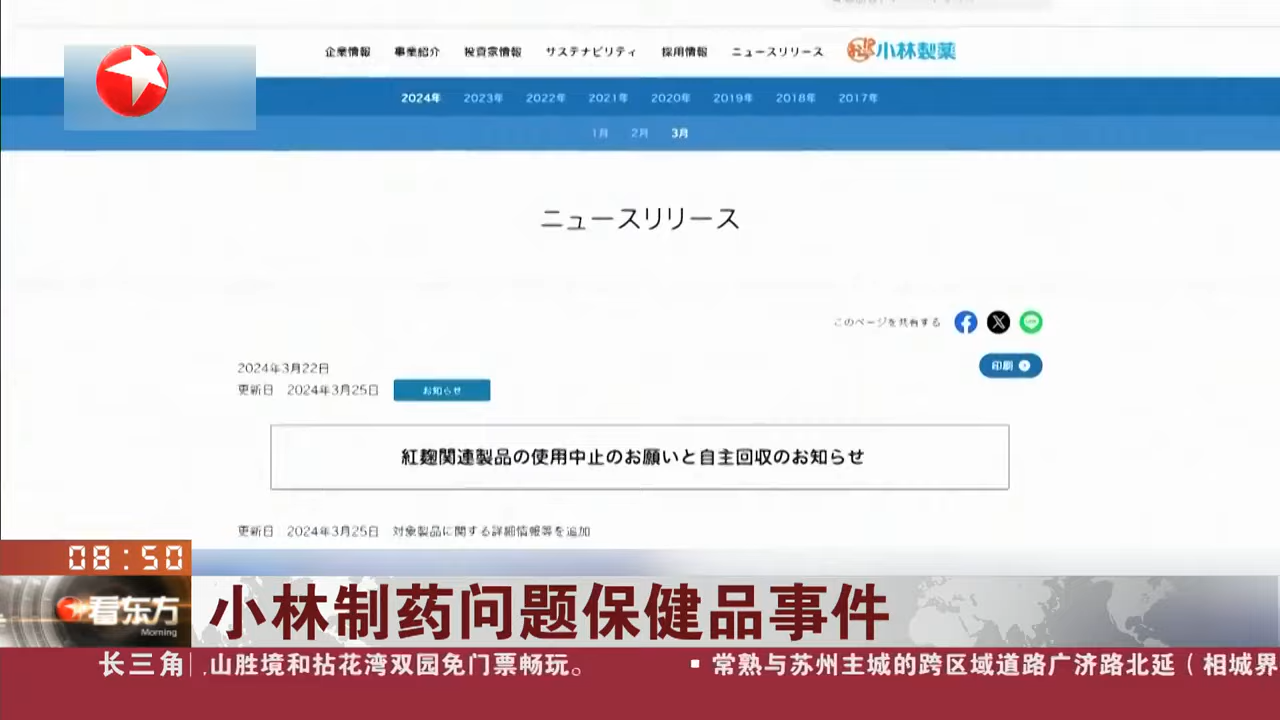 企業情報 事業紹介 投資家情報 サステナビリティ 採用情報 ニュースリリース 小林製薬
2024年 2023年 2022年 2021年 2020年 2019年 2018年 2017年
1月 2月 3月
ニュースリリース
このページを共有する
印刷
2024年3月22日
更新日 2024年3月25日 お知らせ
紅麹関連製品の使用中止のお願いと自主回収のお知らせ
更新日 2024年3月25日 対象製品に関する詳細情報等を追加
08:50
看东方
Morning
小林制药问题保健品事件
长三角 山胜境和拈花湾双园免门票畅玩。 ▪ 常熟与苏州主城的跨区域道路广济路北延（相城界